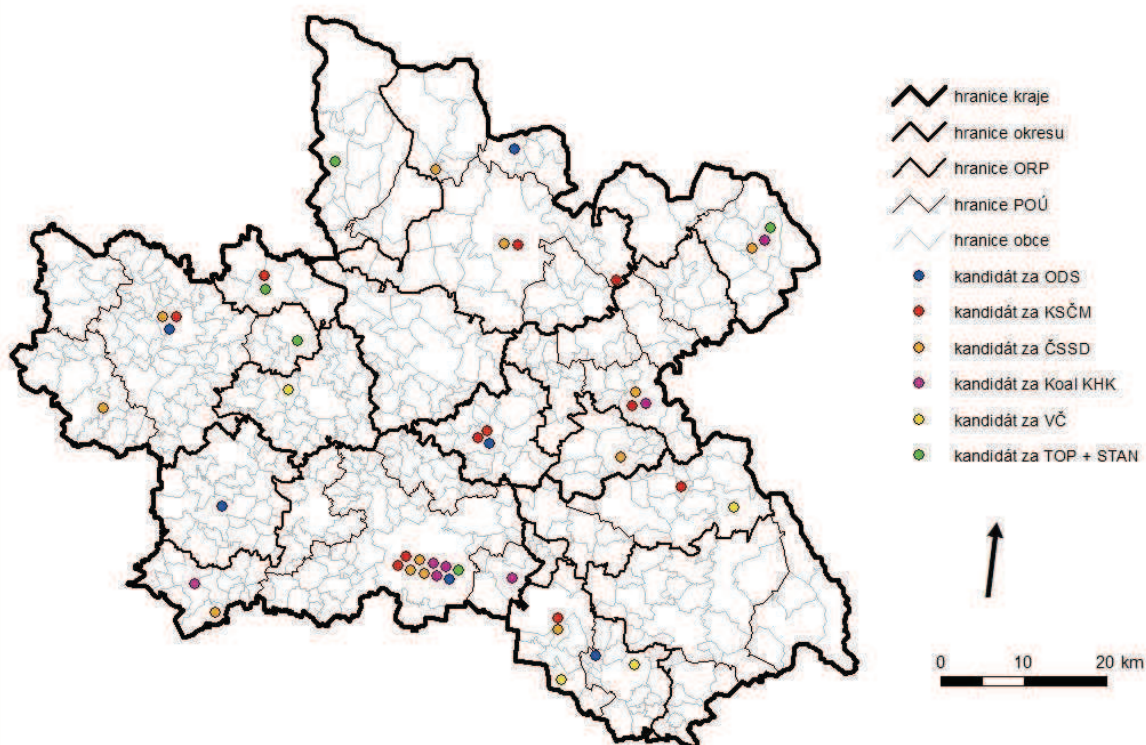 hranice kraje
hranice okresu
hranice ORP
hranice POÚ
hranice obce
kandidát za ODS
kandidát za KSČM
kandidát za ČSSD
kandidát za Koal KHK
kandidát za VČ
kandidát za TOP + STAN
0 10 20 km